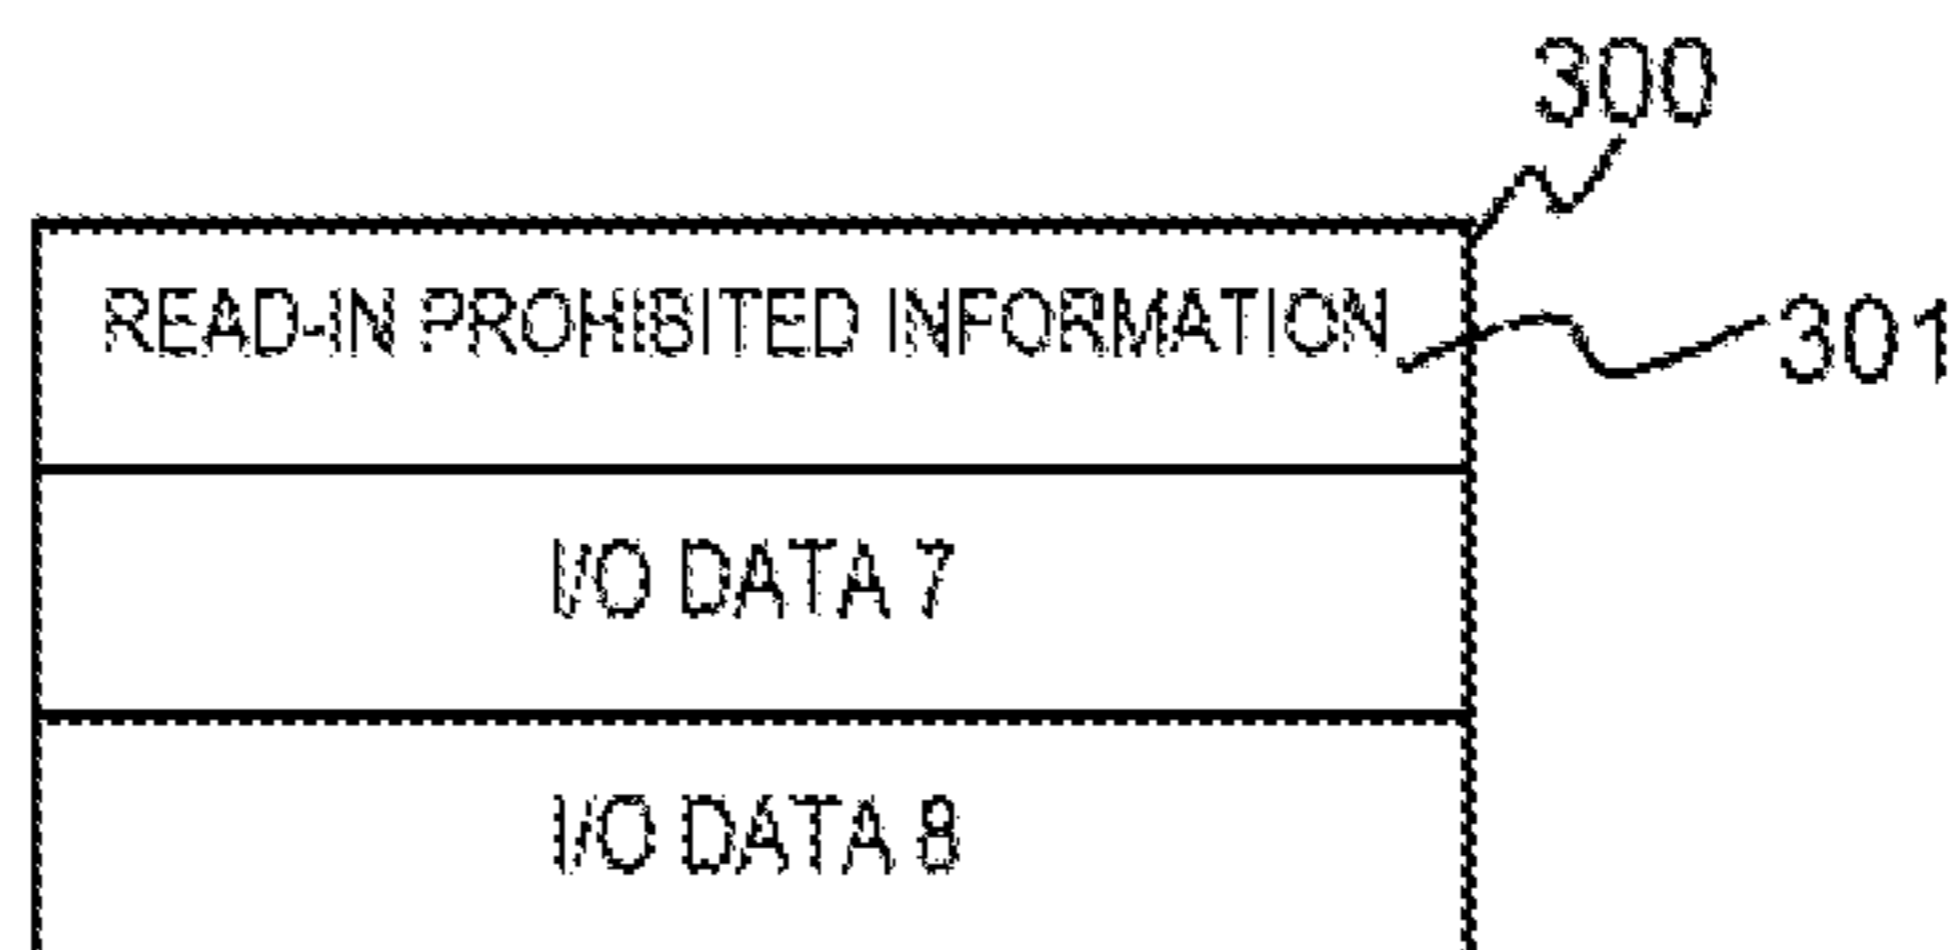 300
READ-IN PROHIBITED INFORMATION
301
I/O DATA 7
I/O DATA 8